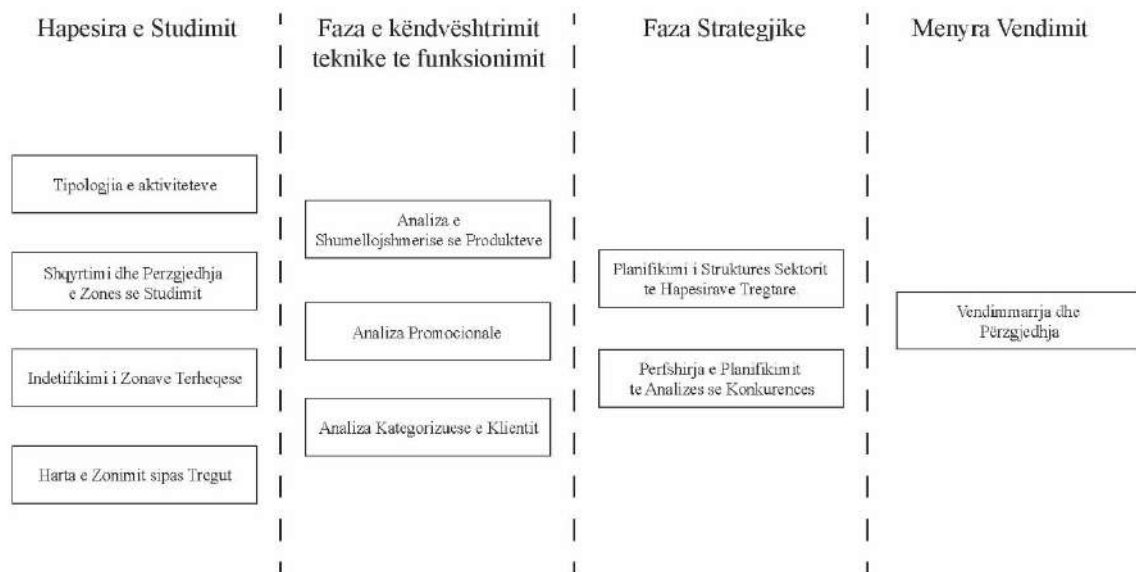 Hapesira e Studimit
Tipologjia e aktiviteteve
Shqyrtimi dhe Perzgjedhja
e Zones se Studimit
Indetifikimi i Zonave Terheqese
Harta e Zonimit sipas Tregut
Faza e këndvështrimit
teknike te funksionimit
Analiza e
Shumellojshmerise se Produkteve
Analiza Promocionale
Analiza Kategorizuese e Klientit
Faza Strategjike
Planifikimi i Struktures Sektorit
te Hapesirave Tregtare
Perfshirja e Planifikimit
te Analizes se Konkurences
Menyra Vendimit
Vendimmarrja dhe
Përzgjedhja